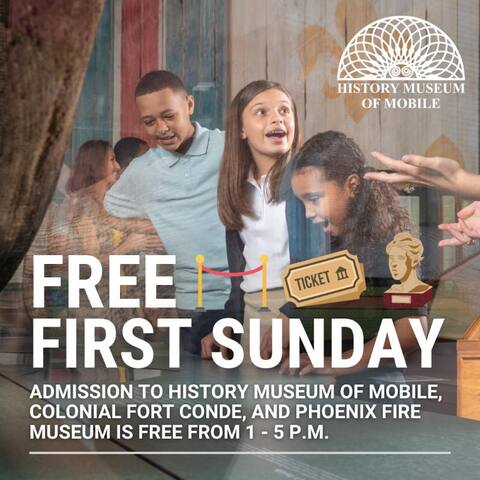 HISTORY MUSEUM
OF MOBILE
FREE
TICKET
FIRST SUNDAY
ADMISSION TO HISTORY MUSEUM OF MOBILE,
COLONIAL FORT CONDE, AND PHOENIX FIRE
MUSEUM IS FREE FROM 1 - 5 P.M.